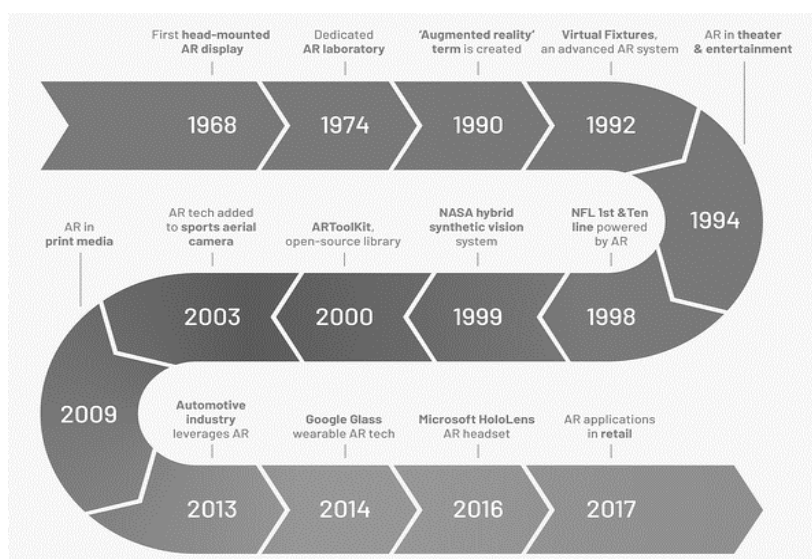 First head-mounted
AR display
Dedicated
AR laboratory
'Augmented reality'
term is created
Virtual Fixtures,
an advanced AR system
AR in theater
& entertainment
1968
1974
1990
1992
1994
AR in
print media
AR tech added
to sports aerial
camera
ARToolKit,
open-source library
NASA hybrid
synthetic vision
system
NFL 1st &Ten
line powered
by AR
2003
2000
1999
1998
2009
Automotive
industry
leverages AR
Google Glass
wearable AR tech
Microsoft HoloLens
AR headset
AR applications
in retail
2013
2014
2016
2017